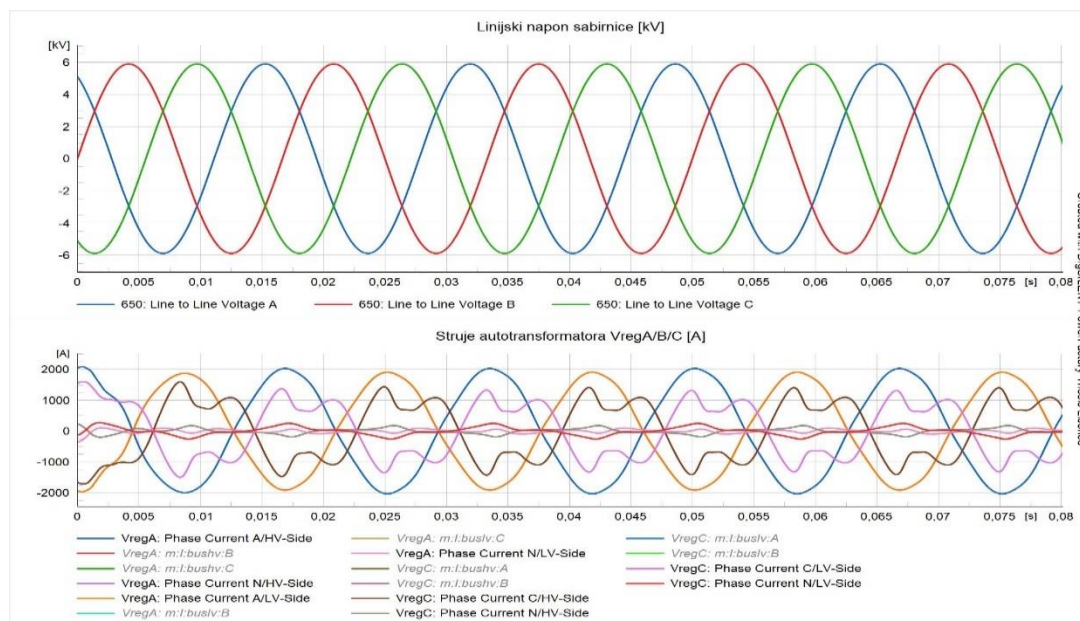 Linijski napon sabirnice [kV]
[kV]
6
4
2
0
-2
-4
-6
0 0,005 0,01 0,015 0,02 0,025 0,03 0,035 0,04 0,045 0,05 0,055 0,06 0,065 0,07 0,075 [s] 0,08
650: Line to Line Voltage A 650: Line to Line Voltage B 650: Line to Line Voltage C
Struje autotransformatora VregA/B/C [A]
[A]
2000
1000
0
-1000
-2000
0 0,005 0,01 0,015 0,02 0,025 0,03 0,035 0,04 0,045 0,05 0,055 0,06 0,065 0,07 0,075 [s] 0,08
VregA: Phase Current A/HV-Side VregA: m:I:buslv:C VregC: m:I:buslv:A
VregA: m:I:bushv:B VregA: Phase Current N/LV-Side VregC: m:I:buslv:B
VregA: m:I:bushv:C VregC: m:I:bushv:A VregC: Phase Current C/LV-Side
VregA: Phase Current N/HV-Side VregC: m:I:bushv:B VregC: Phase Current N/LV-Side
VregA: Phase Current A/LV-Side VregC: Phase Current C/HV-Side
VregA: m:I:buslv:B VregC: Phase Current N/HV-Side